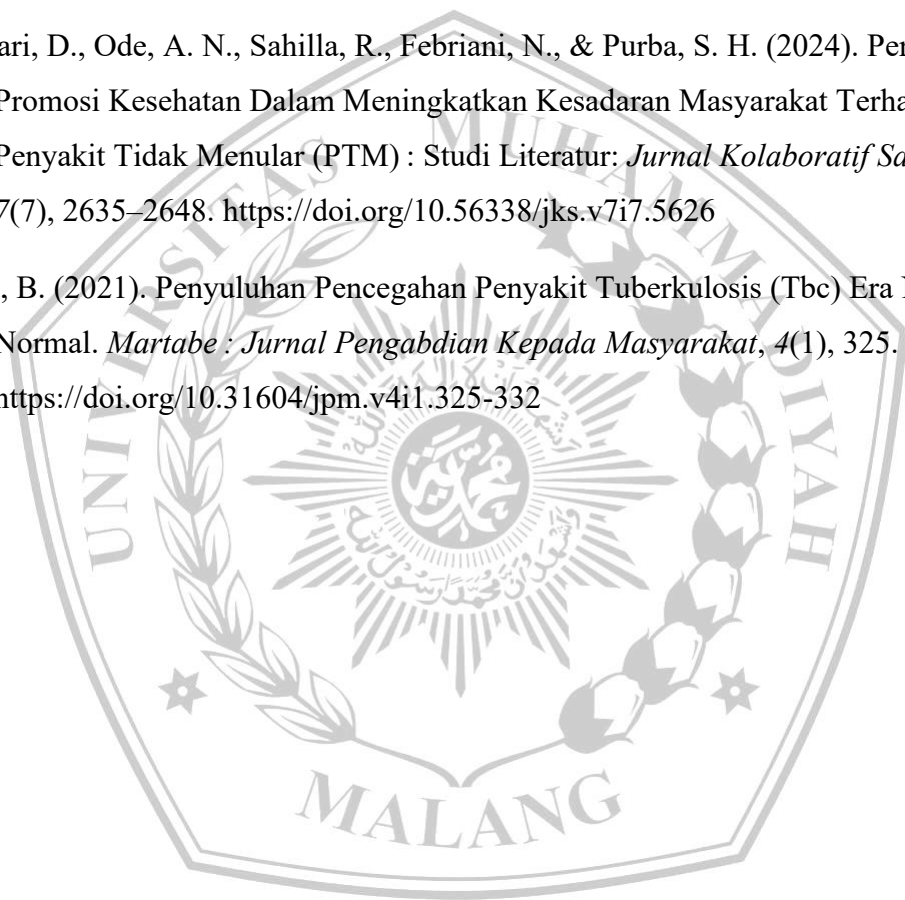 ari, D., Ode, A. N., Sahilla, R., Febriani, N., & Purba, S. H. (2024). Per
Promosi Kesehatan Dalam Meningkatkan Kesadaran Masyarakat Terha
Penyakit Tidak Menular (PTM) : Studi Literatur: Jurnal Kolaboratif Sa
7(7), 2635–2648. https://doi.org/10.56338/jks.v7i7.5626
, B. (2021). Penyuluhan Pencegahan Penyakit Tuberkulosis (Tbc) Era
Normal. Martabe : Jurnal Pengabdian Kepada Masyarakat, 4(1), 325.
https://doi.org/10.31604/jpm.v4i1.325-332
UNIVERSITAS MUHAMMADIYAH
MALANG